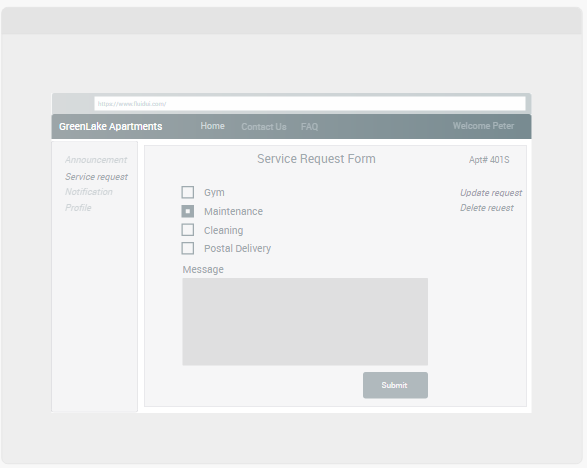 https://www.fluidui.com/
GreenLake Apartments Home Contact Us FAQ Welcome Peter
Service Request Form Apt# 401S
Announcement
Service request
Notification
Profile
Gym
Maintenance
Cleaning
Postal Delivery
Update request
Delete reuest
Message
Submit